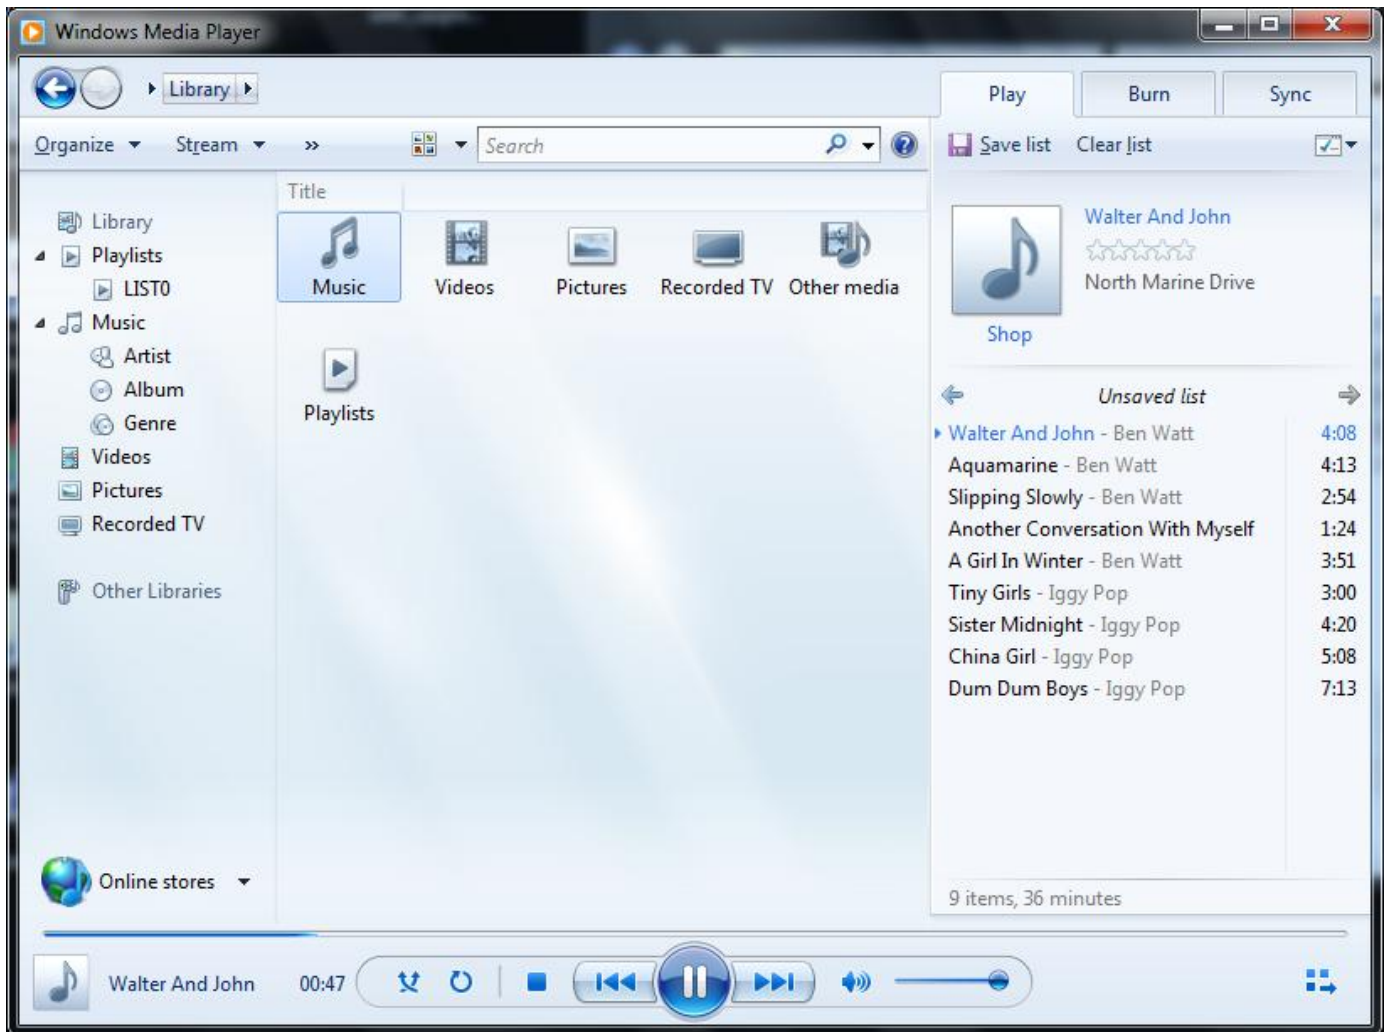 Windows Media Player
Library
Play Burn Sync
Organize Stream » Search Save list Clear list
Title
Library
Playlists
LIST0
Music
Artist
Album
Genre
Videos
Pictures
Recorded TV
Other Libraries
Online stores
Music Videos Pictures Recorded TV Other media
Playlists
Walter And John
North Marine Drive
Shop
Unsaved list
Walter And John - Ben Watt 4:08
Aquamarine - Ben Watt 4:13
Slipping Slowly - Ben Watt 2:54
Another Conversation With Myself 1:24
A Girl In Winter - Ben Watt 3:51
Tiny Girls - Iggy Pop 3:00
Sister Midnight - Iggy Pop 4:20
China Girl - Iggy Pop 5:08
Dum Dum Boys - Iggy Pop 7:13
9 items, 36 minutes
Walter And John 00:47